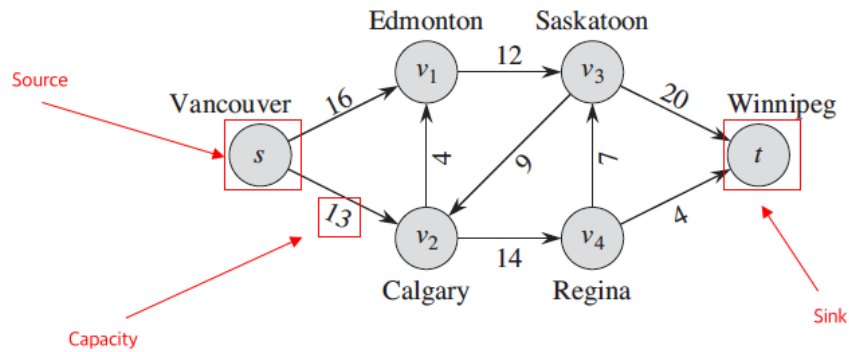 Edmonton
Saskatoon
Source
v1
12
v3
Vancouver
16
20
Winnipeg
s
4
9
7
t
13
v2
14
v4
4
Calgary
Regina
Sink
Capacity